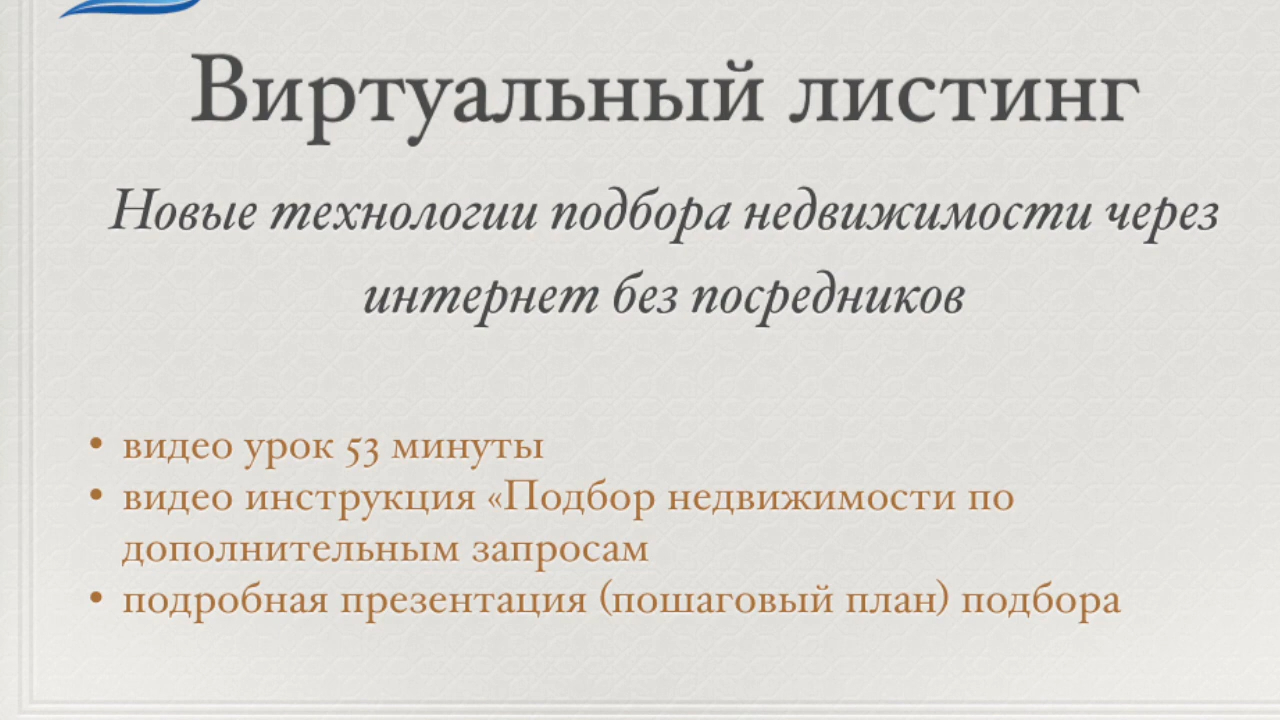 Виртуальный листинг
Новые технологии подбора недвижимости через
интернет без посредников
• видео урок 53 минуты
• видео инструкция «Подбор недвижимости по
дополнительным запросам
• подробная презентация (пошаговый план) подбора